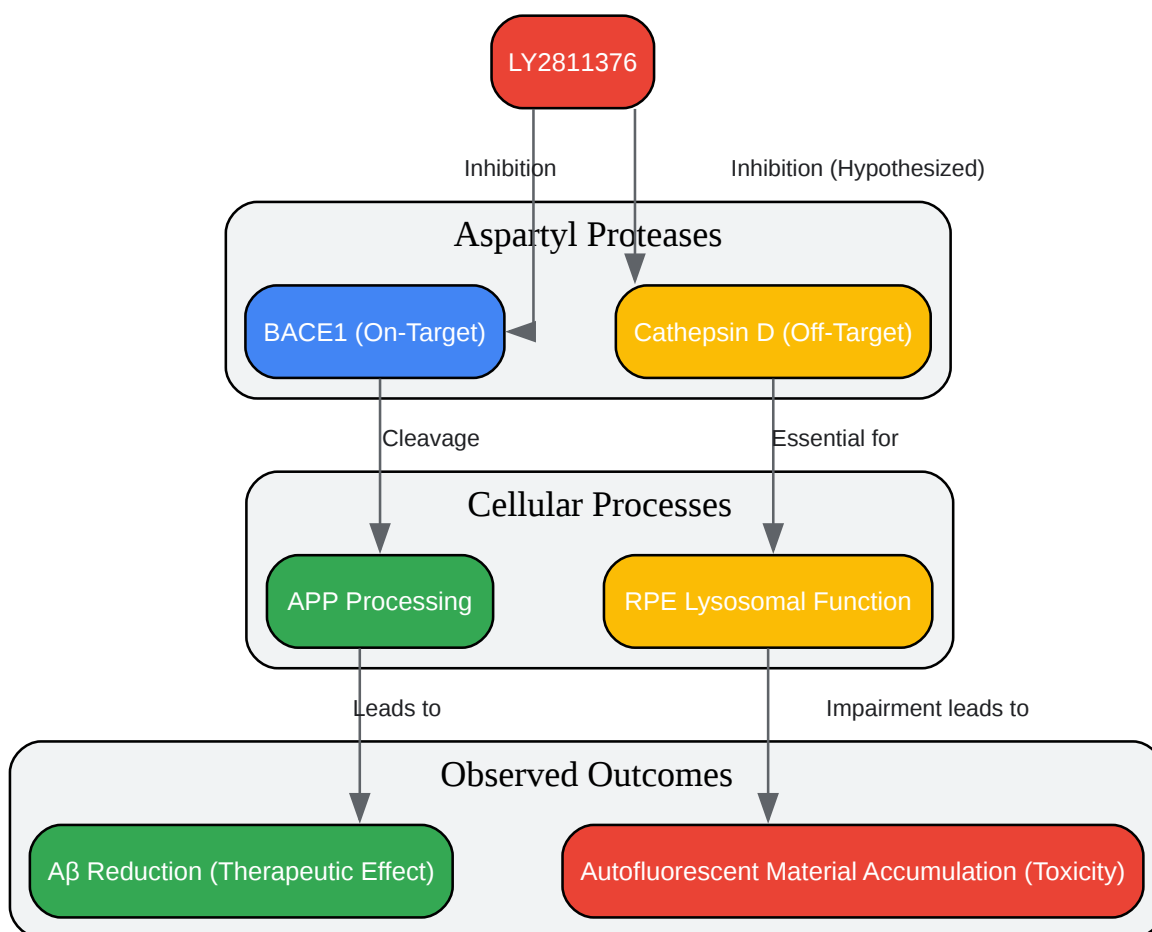 LY2811376
Inhibition
Inhibition (Hypothesized)
Aspartyl Proteases
BACE1 (On-Target)
Cathepsin D (Off-Target)
Cleavage
Essential for
Cellular Processes
APP Processing
RPE Lysosomal Function
Leads to
Impairment leads to
Observed Outcomes
Aβ Reduction (Therapeutic Effect)
Autofluorescent Material Accumulation (Toxicity)